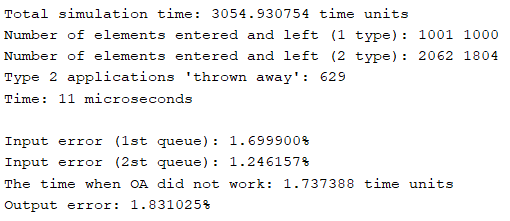 Total simulation time: 3054.930754 time units
Number of elements entered and left (1 type): 1001 1000
Number of elements entered and left (2 type): 2062 1804
Type 2 applications 'thrown away': 629
Time: 11 microseconds
Input error (1st queue): 1.699900%
Input error (2st queue): 1.246157%
The time when OA did not work: 1.737388 time units
Output error: 1.831025%